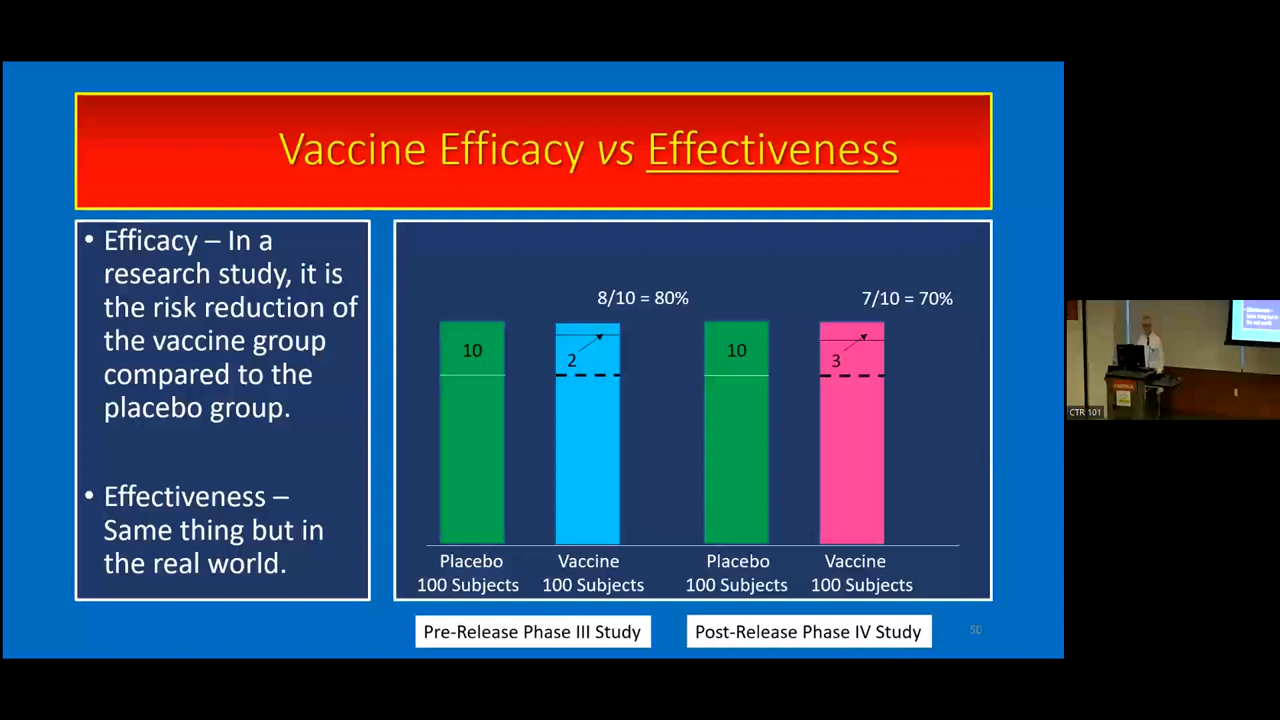 Vaccine Efficacy vs Effectiveness
• Efficacy – In a
research study, it is
the risk reduction of
the vaccine group
compared to the
placebo group.
• Effectiveness –
Same thing but in
the real world.
8/10 = 80%
7/10 = 70%
10
2
10
3
Placebo
100 Subjects
Vaccine
100 Subjects
Placebo
100 Subjects
Vaccine
100 Subjects
Pre-Release Phase III Study
Post-Release Phase IV Study
50
CTR 101